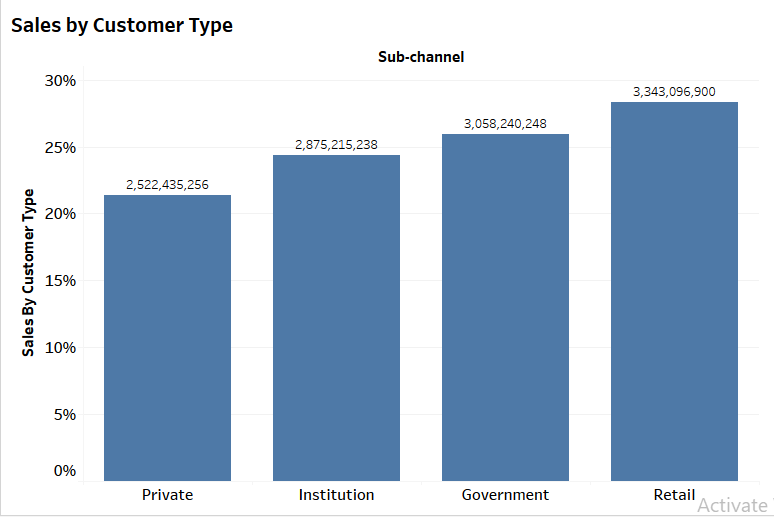 Sales by Customer Type
Sub-channel
30%
25%
20%
15%
10%
5%
0%
Sales By Customer Type
2,522,435,256
2,875,215,238
3,058,240,248
3,343,096,900
Private
Institution
Government
Retail
Activate